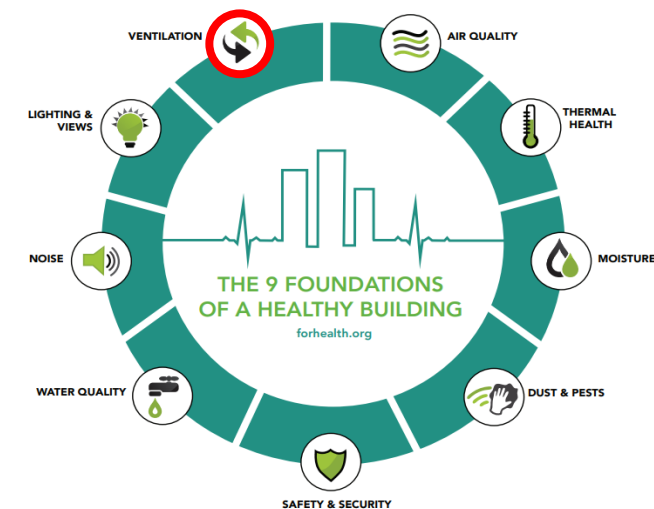 VENTILATION
AIR QUALITY
LIGHTING &
VIEWS
THERMAL
HEALTH
NOISE
MOISTURE
THE 9 FOUNDATIONS
OF A HEALTHY BUILDING
forhealth.org
WATER QUALITY
DUST & PESTS
SAFETY & SECURITY